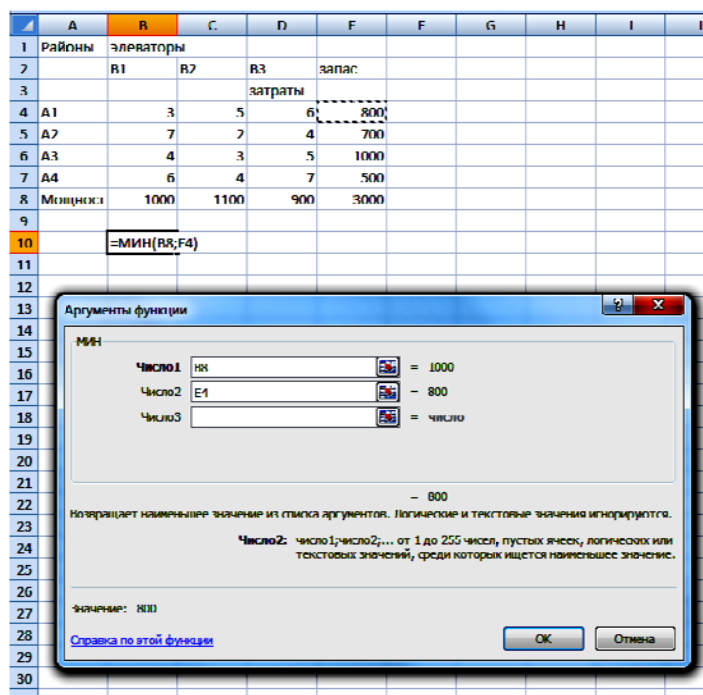 A B C D E F G H I
1 Районы элеваторы
2 B1 B2 B3 запас
3 затраты
4 A1 3 5 6 800
5 A2 7 2 4 700
6 A3 4 3 5 1000
7 A4 6 4 7 500
8 Мощност 1000 1100 900 3000
9
10 =МИН(B8;E4)
11
12
13
14
15
16
17
18
19
20
21
22
23
24
25
26
27
28
29
30
Аргументы функции
МИН
Число1 B8 = 1000
Число2 E4 = 800
Число3 = число
= 800
Возвращает наименьшее значение из списка аргументов. Логические и текстовые значения игнорируются.
Число2: число1;число2;... от 1 до 255 чисел, пустых ячеек, логических или
текстовых значений, среди которых ищется наименьшее значение.
Значение: 800
Справка по этой функции OK Отмена